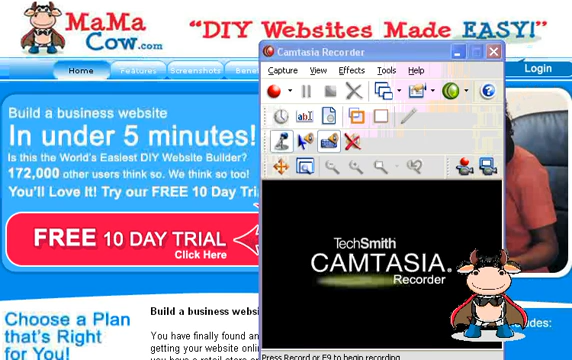 MaMa
Cow.com
“DIY Websites Made EASY!”
Camtasia Recorder
Capture View Effects Tools Help
Home Features Screenshots Login
Build a business website
In under 5 minutes!
Is this the World's Easiest DIY Website Builder?
172,000 other users think so. We think so too!
You'll Love It! Try our FREE 10 Day
FREE 10 DAY TRIAL
Click Here
abI
TechSmith
CAMTASIA.
Recorder
Choose a Plan
that's Right
for You!
Build a business
You have finally found
getting your website
Press Record or F9 to begin recording